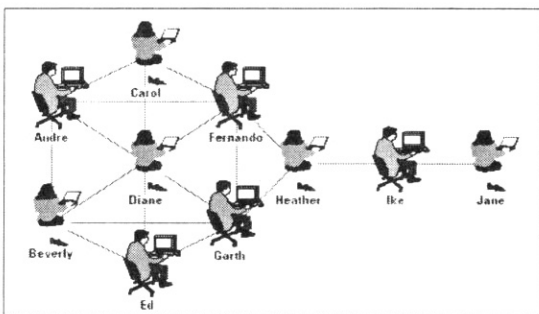 Carol
Andre
Fernando
Diane
Heather
Ike
Jane
Beverly
Garth
Ed